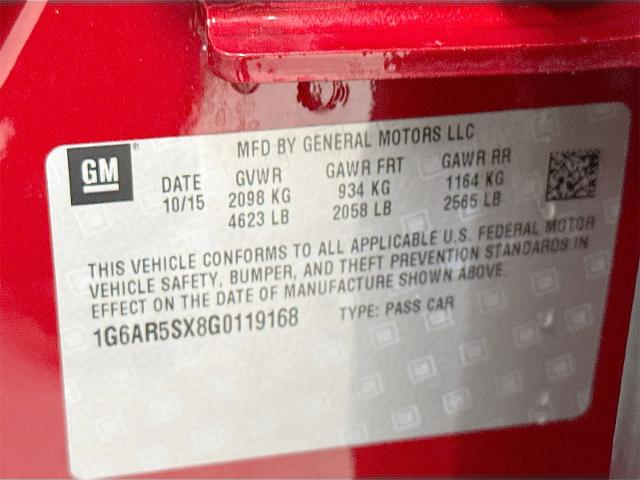 MFD BY GENERAL MOTORS LLC
GM
DATE GVWR GAWR FRT GAWR RR
10/15 2098 KG 934 KG 1164 KG
4623 LB 2058 LB 2565 LB
THIS VEHICLE CONFORMS TO ALL APPLICABLE U.S. FEDERAL MOTOR
VEHICLE SAFETY, BUMPER, AND THEFT PREVENTION STANDARDS IN
EFFECT ON THE DATE OF MANUFACTURE SHOWN ABOVE.
1G6AR5SX8G0119168 TYPE: PASS CAR